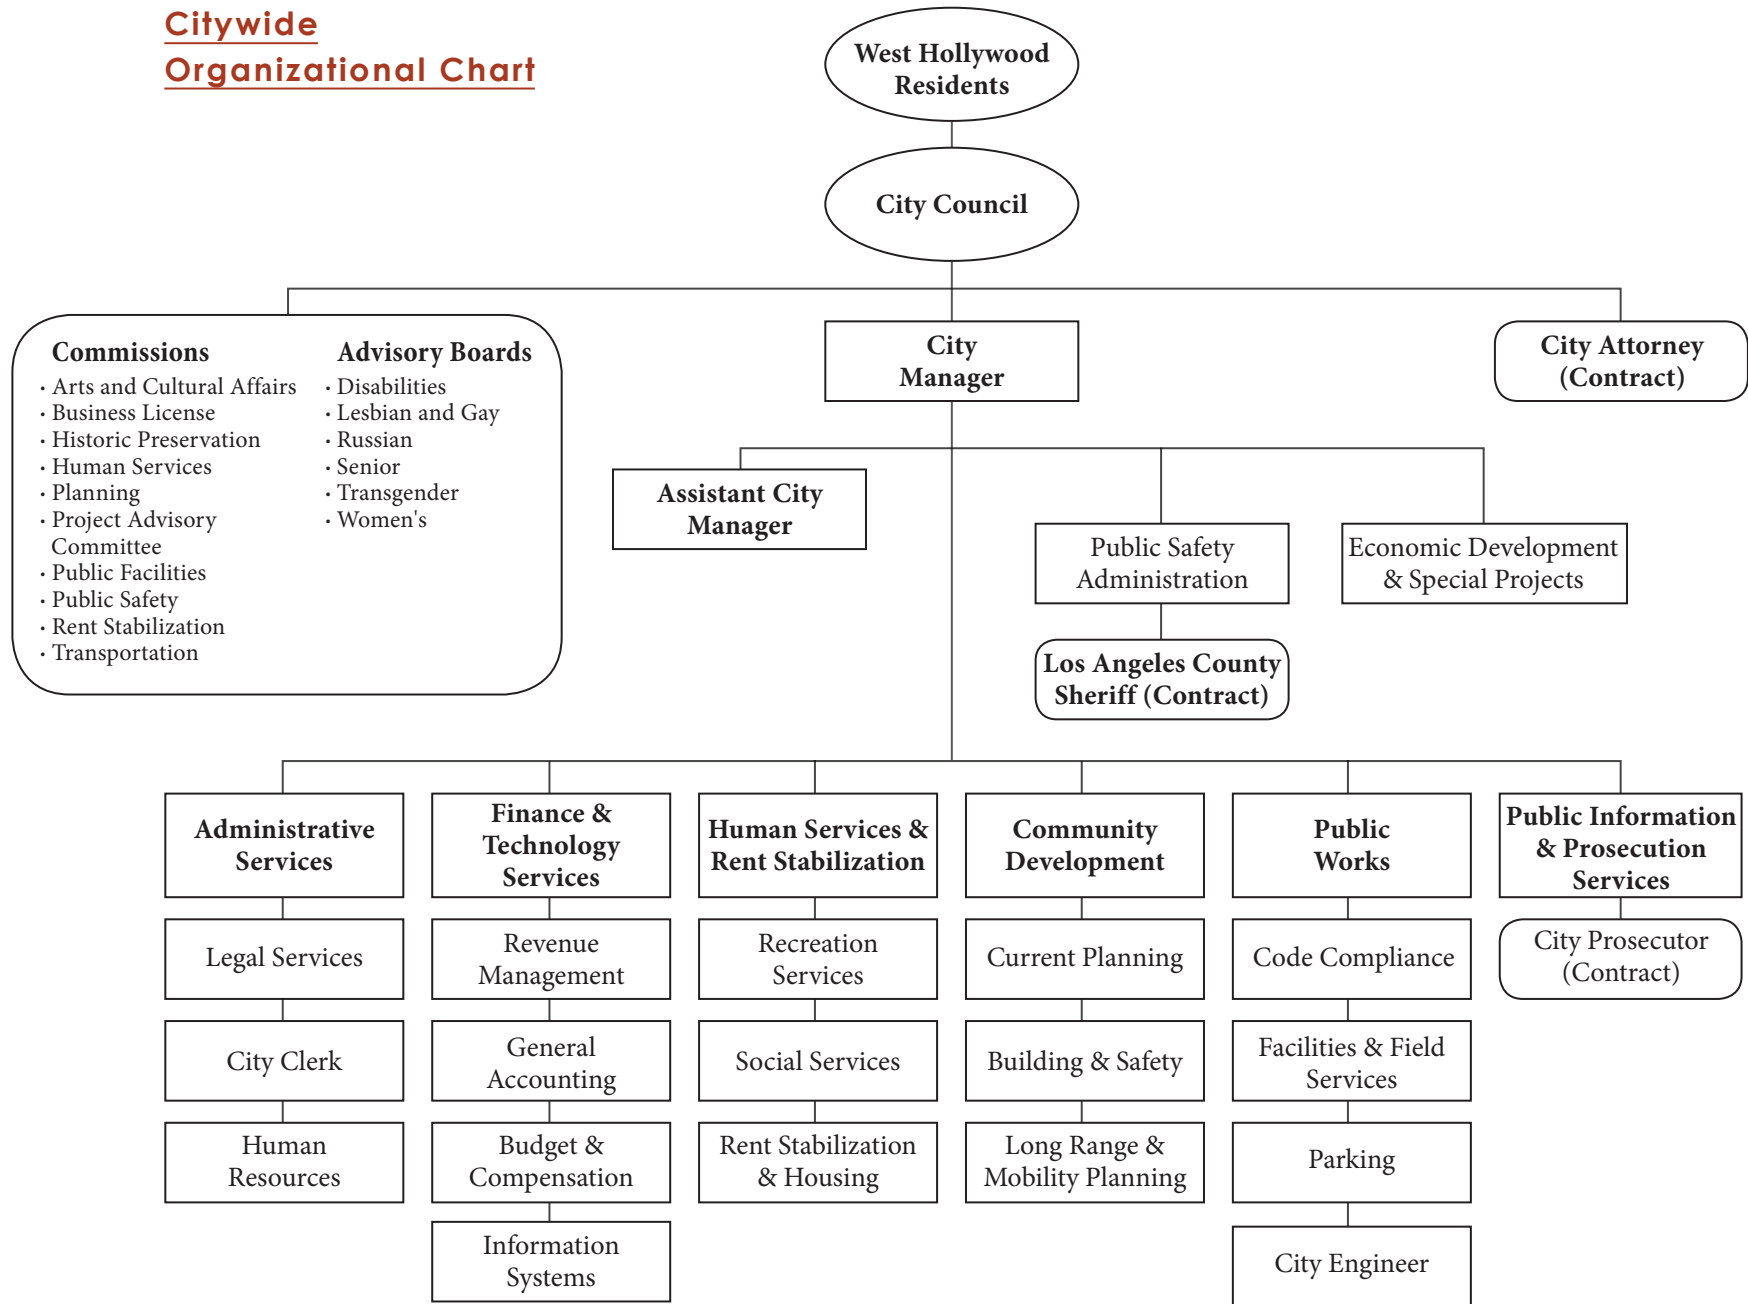 Citywide
Organizational Chart
West Hollywood
Residents
City Council
Commissions
· Arts and Cultural Affairs
· Business License
· Historic Preservation
· Human Services
· Planning
· Project Advisory
Committee
· Public Facilities
· Public Safety
· Rent Stabilization
· Transportation
Advisory Boards
· Disabilities
· Lesbian and Gay
· Russian
· Senior
· Transgender
· Women's
City
Manager
City Attorney
(Contract)
Assistant City
Manager
Public Safety
Administration
Economic Development
& Special Projects
Los Angeles County
Sheriff (Contract)
Administrative
Services
Legal Services
City Clerk
Human
Resources
Finance &
Technology
Services
Revenue
Management
General
Accounting
Budget &
Compensation
Information
Systems
Human Services &
Rent Stabilization
Recreation
Services
Social Services
Rent Stabilization
& Housing
Community
Development
Current Planning
Building & Safety
Long Range &
Mobility Planning
Public
Works
Code Compliance
Facilities & Field
Services
Parking
City Engineer
Public Information
& Prosecution
Services
City Prosecutor
(Contract)